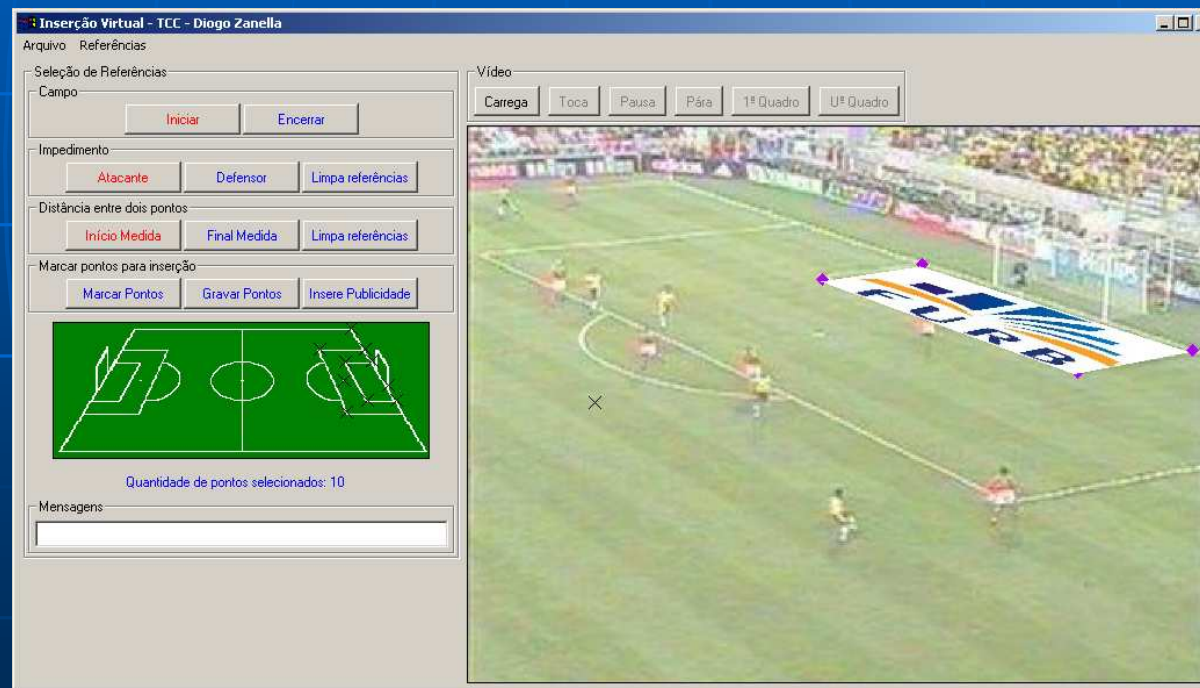 Inserção Virtual - TCC - Diogo Zanella
Arquivo Referências
Seleção de Referências
Campo
Iniciar Encerrar
Impedimento
Atacante Defensor Limpa referências
Distância entre dois pontos
Início Medida Final Medida Limpa referências
Marcar pontos para inserção
Marcar Pontos Gravar Pontos Insere Publicidade
Quantidade de pontos selecionados: 10
Mensagens
Vídeo
Carrega Toca Pausa Pára 1ª Quadro Uª Quadro
FURB